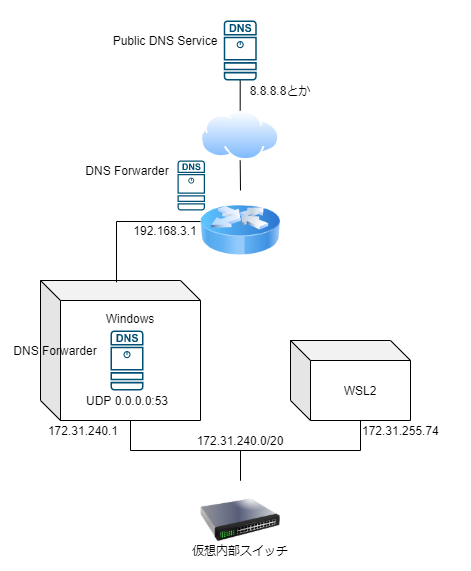 DNS
Public DNS Service
8.8.8.8とか
DNS Forwarder
DNS
192.168.3.1
Windows
DNS
DNS Forwarder
UDP 0.0.0.0:53
WSL2
172.31.240.1
172.31.240.0/20
172.31.255.74
仮想内部スイッチ